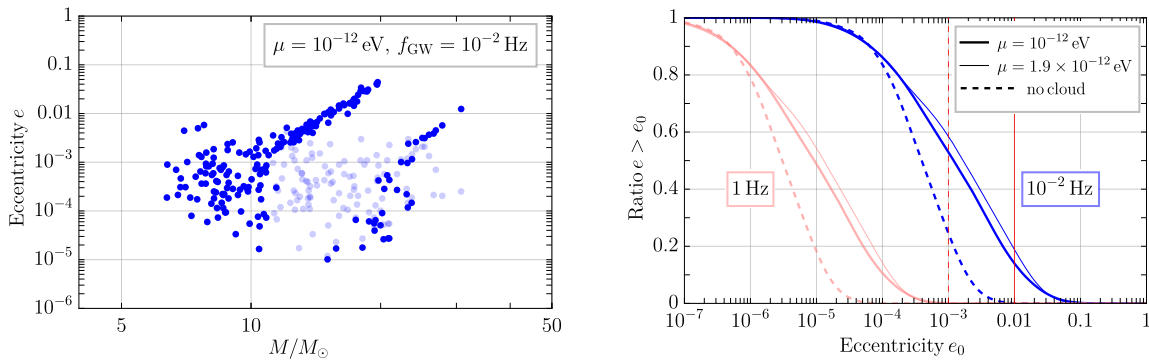 1
0.1
0.01
10⁻³
10⁻⁴
10⁻⁵
10⁻⁶
Eccentricity e
μ = 10⁻¹² eV, f_GW = 10⁻² Hz
5
10
50
M/M⊙
1
0.8
0.6
0.4
0.2
0
Ratio e > e₀
μ = 10⁻¹² eV
μ = 1.9 × 10⁻¹² eV
no cloud
1 Hz
10⁻² Hz
10⁻⁷
10⁻⁶
10⁻⁵
10⁻⁴
10⁻³
0.01
0.1
1
Eccentricity e₀